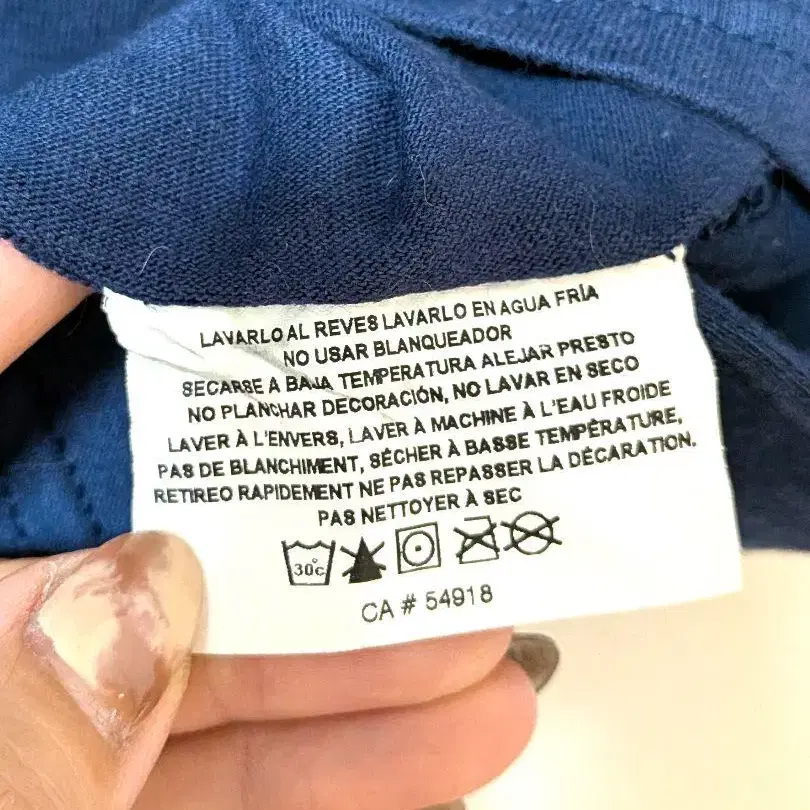 LAVARLO AL REVES LAVARLO EN AGUA FRÍA
NO USAR BLANQUEADOR
SECARSE A BAJA TEMPERATURA ALEJAR PRESTO
NO PLANCHAR DECORACIÓN, NO LAVAR EN SECO
LAVER À L'ENVERS, LAVER À MACHINE À L'EAU FROIDE
PAS DE BLANCHIMENT, SÉCHER À BASSE TEMPÉRATURE,
RETIREO RAPIDEMENT NE PAS REPASSER LA DÉCARATION.
PAS NETTOYER À SEC
30°c
CA # 54918